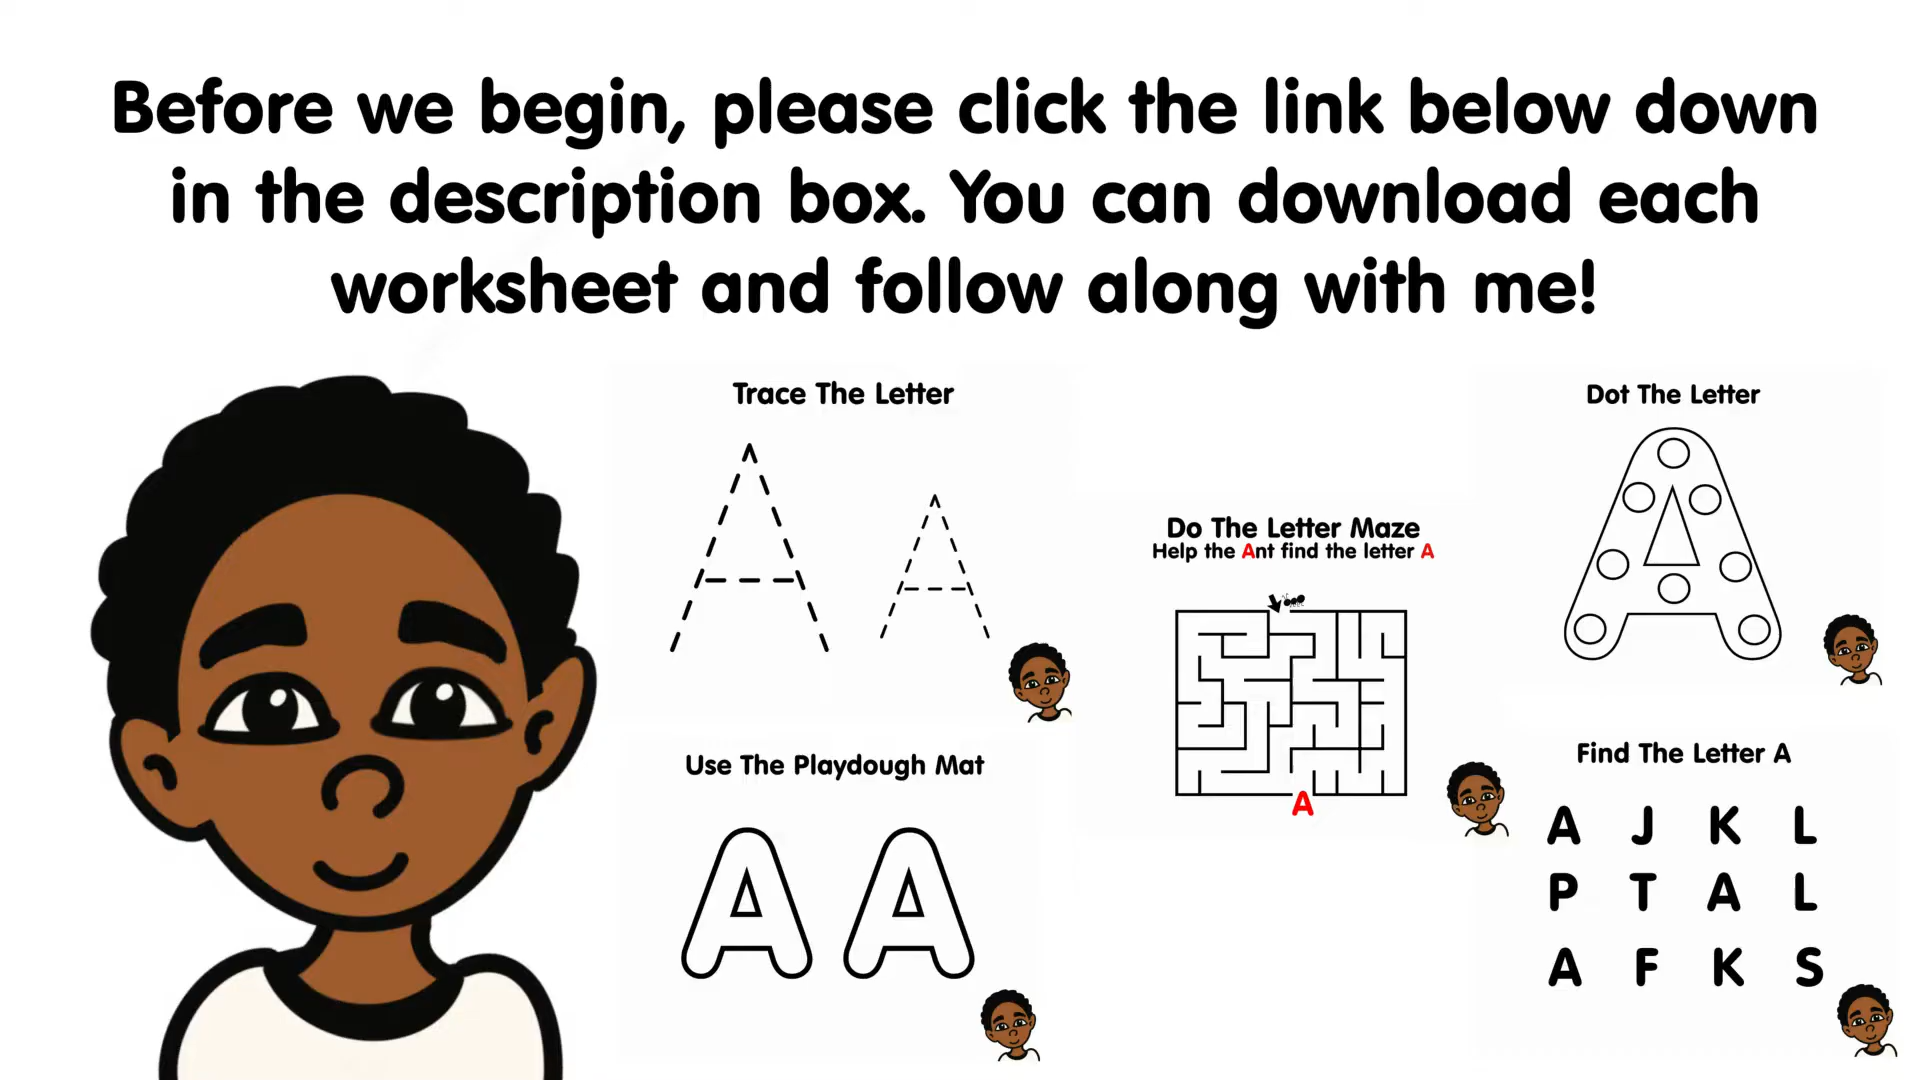 Before we begin, please click the link below down
in the description box. You can download each
worksheet and follow along with me!
Trace The Letter
A A
Use The Playdough Mat
A A
Do The Letter Maze
Help the Ant find the letter A
A
Dot The Letter
A
Find The Letter A
A J K L
P T A L
A F K S